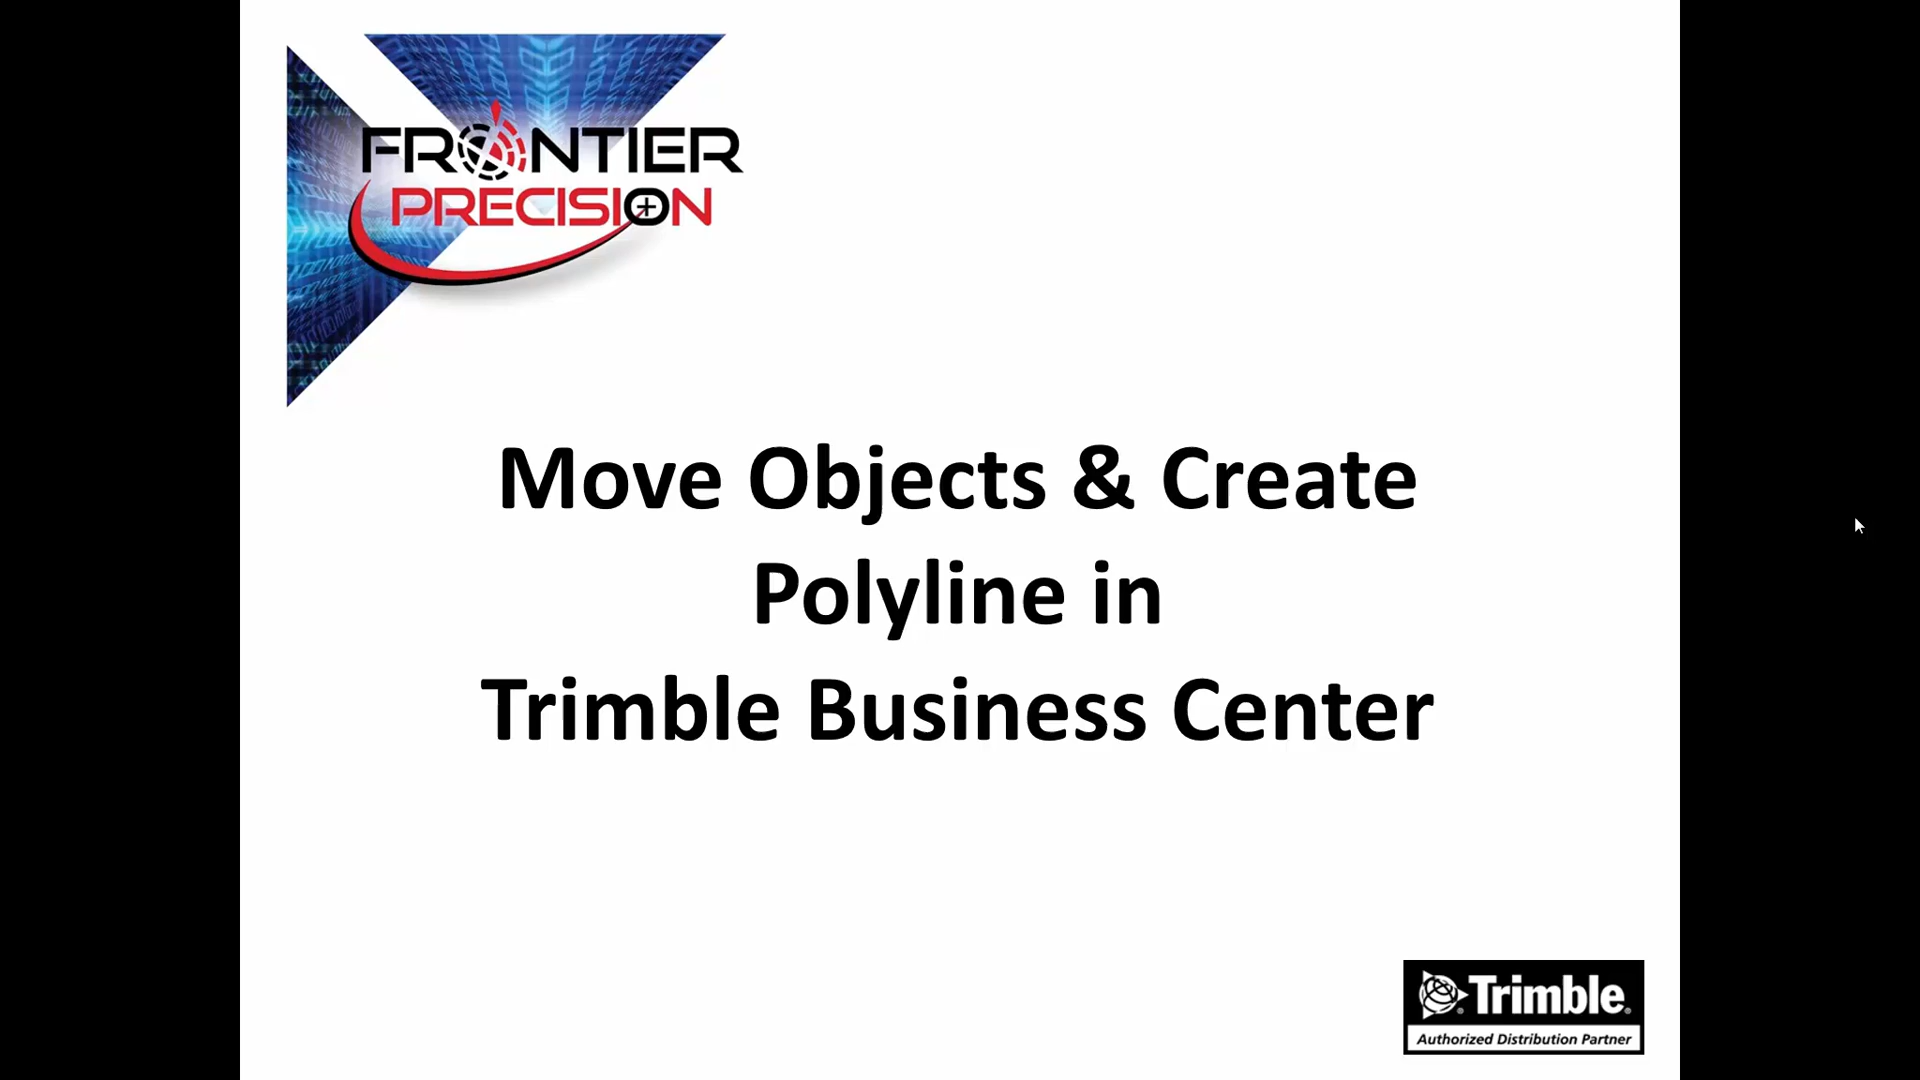 FRONTIER
PRECISION
Move Objects & Create
Polyline in
Trimble Business Center
Trimble®
Authorized Distribution Partner